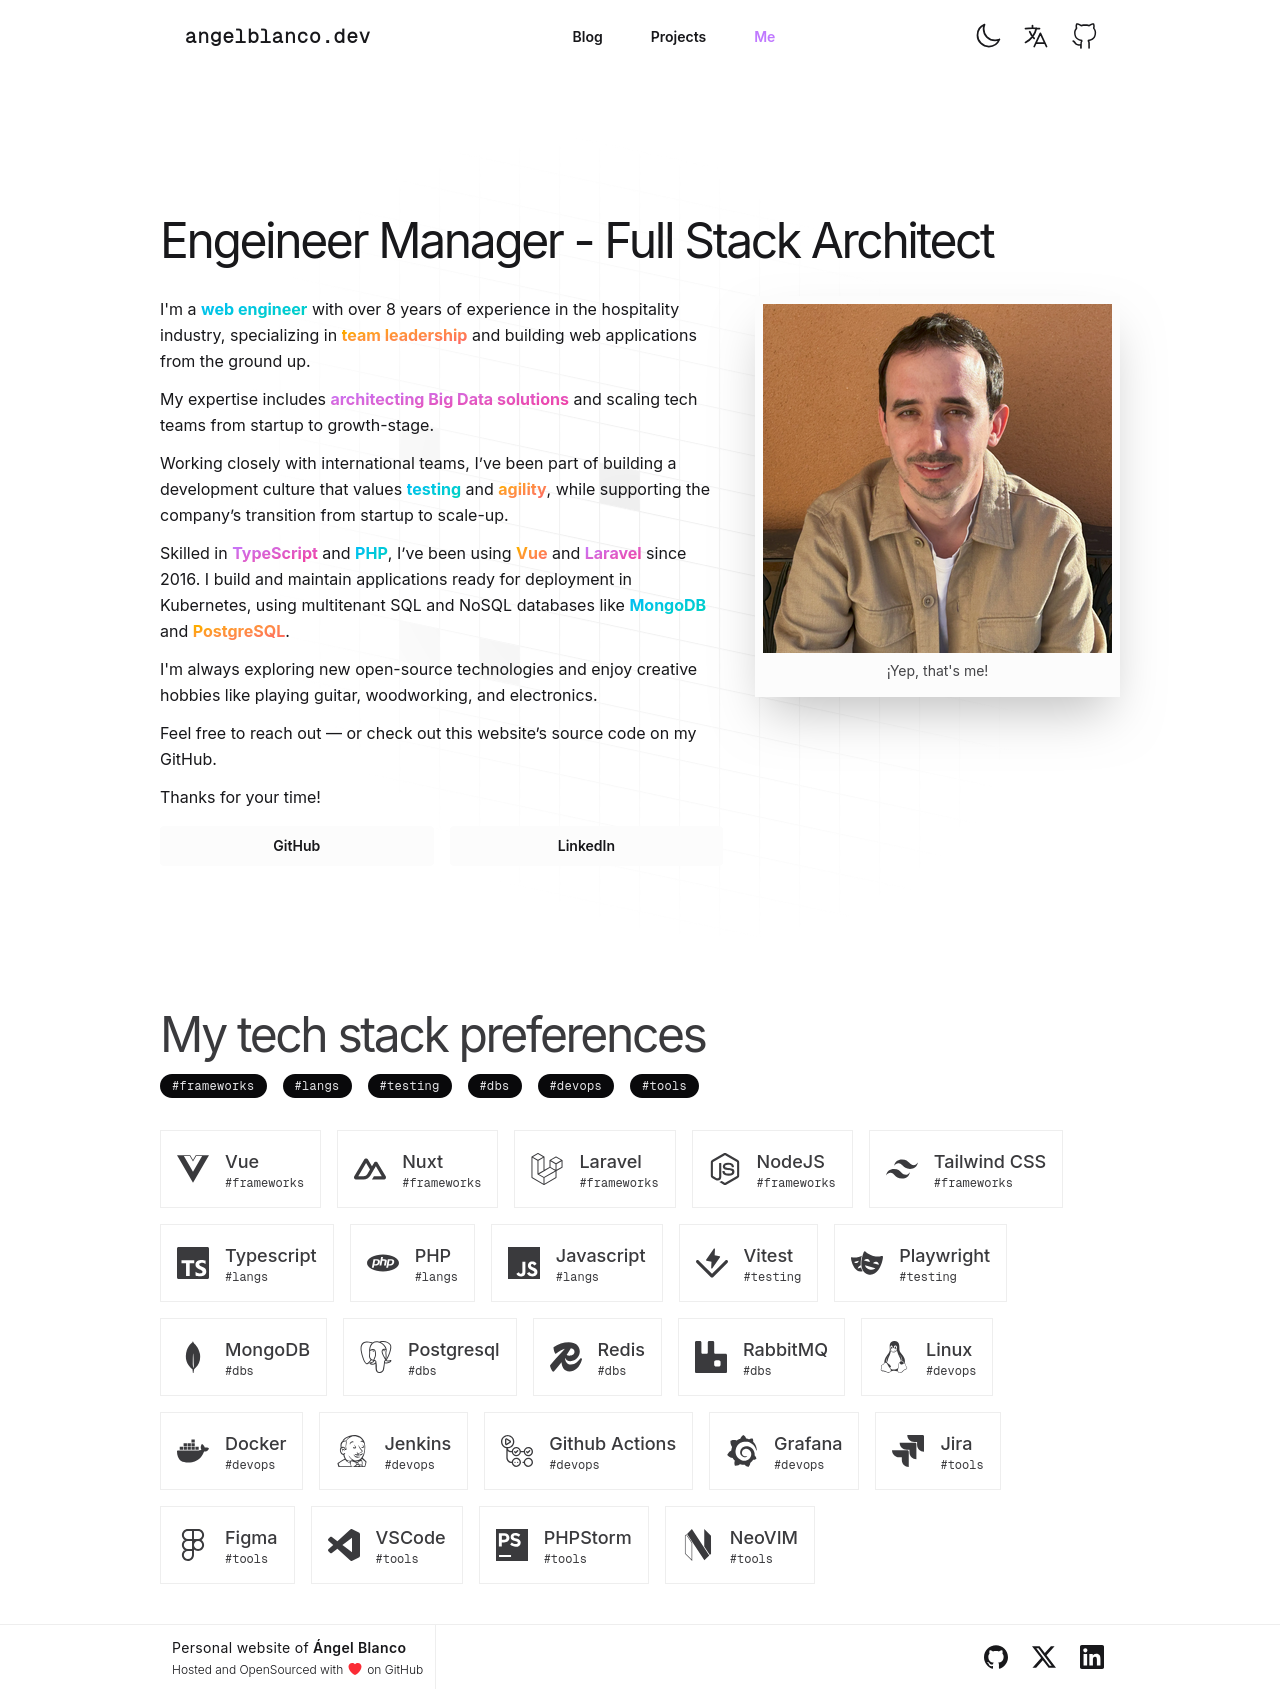 angelblanco.dev
Blog
Projects
Me
Engeineer Manager - Full Stack Architect
I'm a web engineer with over 8 years of experience in the hospitality
industry, specializing in team leadership and building web applications
from the ground up.
My expertise includes architecting Big Data solutions and scaling tech
teams from startup to growth-stage.
Working closely with international teams, I’ve been part of building a
development culture that values testing and agility, while supporting the
company’s transition from startup to scale-up.
Skilled in TypeScript and PHP, I’ve been using Vue and Laravel since
2016. I build and maintain applications ready for deployment in
Kubernetes, using multitenant SQL and NoSQL databases like MongoDB
and PostgreSQL.
I'm always exploring new open-source technologies and enjoy creative
hobbies like playing guitar, woodworking, and electronics.
Feel free to reach out — or check out this website’s source code on my
GitHub.
Thanks for your time!
GitHub
LinkedIn
¡Yep, that's me!
My tech stack preferences
#frameworks
#langs
#testing
#dbs
#devops
#tools
Vue
#frameworks
Nuxt
#frameworks
Laravel
#frameworks
NodeJS
#frameworks
Tailwind CSS
#frameworks
TS
Typescript
#langs
php
PHP
#langs
JS
Javascript
#langs
Vitest
#testing
Playwright
#testing
MongoDB
#dbs
Postgresql
#dbs
Redis
#dbs
RabbitMQ
#dbs
Linux
#devops
Docker
#devops
Jenkins
#devops
Github Actions
#devops
Grafana
#devops
Jira
#tools
Figma
#tools
VSCode
#tools
PS
PHPStorm
#tools
NeoVIM
#tools
Personal website of Ángel Blanco
Hosted and OpenSourced with ❤️ on GitHub